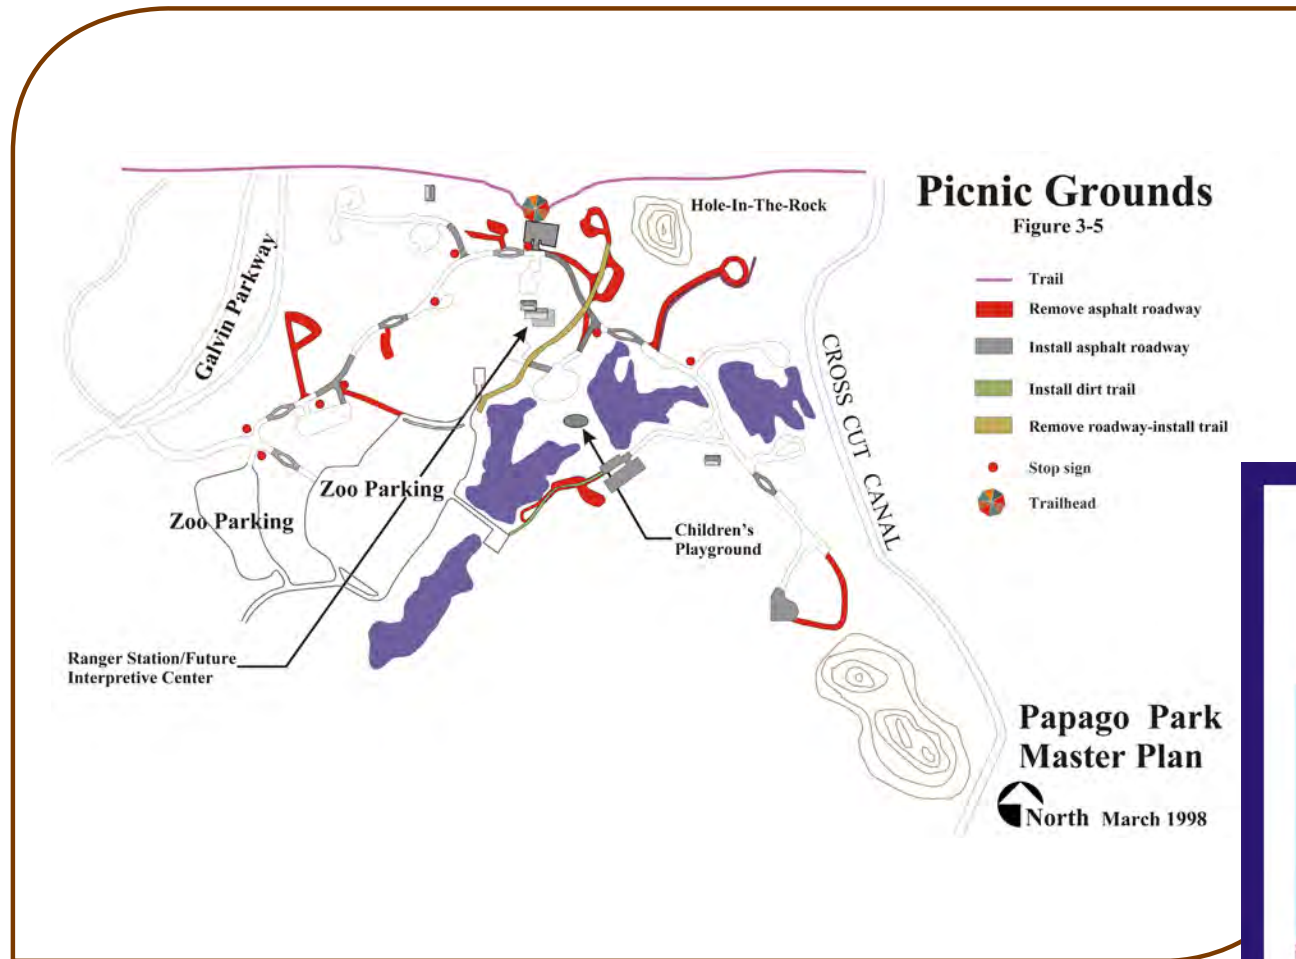 Picnic Grounds
Figure 3-5
Hole-In-The-Rock
Trail
Remove asphalt roadway
Install asphalt roadway
Install dirt trail
Remove roadway-install trail
Stop sign
Trailhead
Galvin Parkway
CROSS CUT CANAL
Zoo Parking
Zoo Parking
Children's
Playground
Ranger Station/Future
Interpretive Center
Papago Park
Master Plan
North March 1998